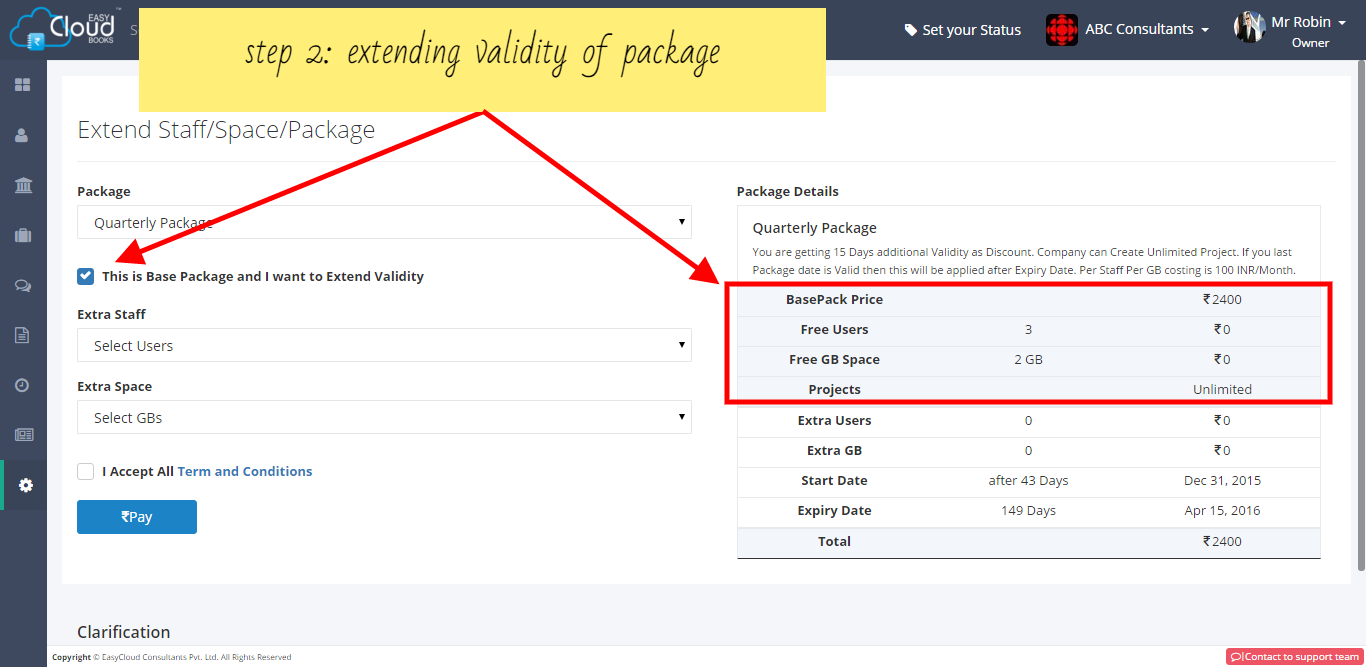 EASY Cloud BOOKS ™
S
step 2: extending validity of package
Set your Status
ABC Consultants
Mr Robin
Owner
Extend Staff/Space/Package
Package
Quarterly Package
This is Base Package and I want to Extend Validity
Extra Staff
Select Users
Extra Space
Select GBs
I Accept All Term and Conditions
₹Pay
Package Details
Quarterly Package
You are getting 15 Days additional Validity as Discount. Company can Create Unlimited Project. If you last
Package date is Valid then this will be applied after Expiry Date. Per Staff Per GB costing is 100 INR/Month.
BasePack Price ₹2400
Free Users 3 ₹0
Free GB Space 2 GB ₹0
Projects Unlimited
Extra Users 0 ₹0
Extra GB 0 ₹0
Start Date after 43 Days Dec 31, 2015
Expiry Date 149 Days Apr 15, 2016
Total ₹2400
Clarification
Copyright © EasyCloud Consultants Pvt. Ltd. All Rights Reserved
Contact to support team